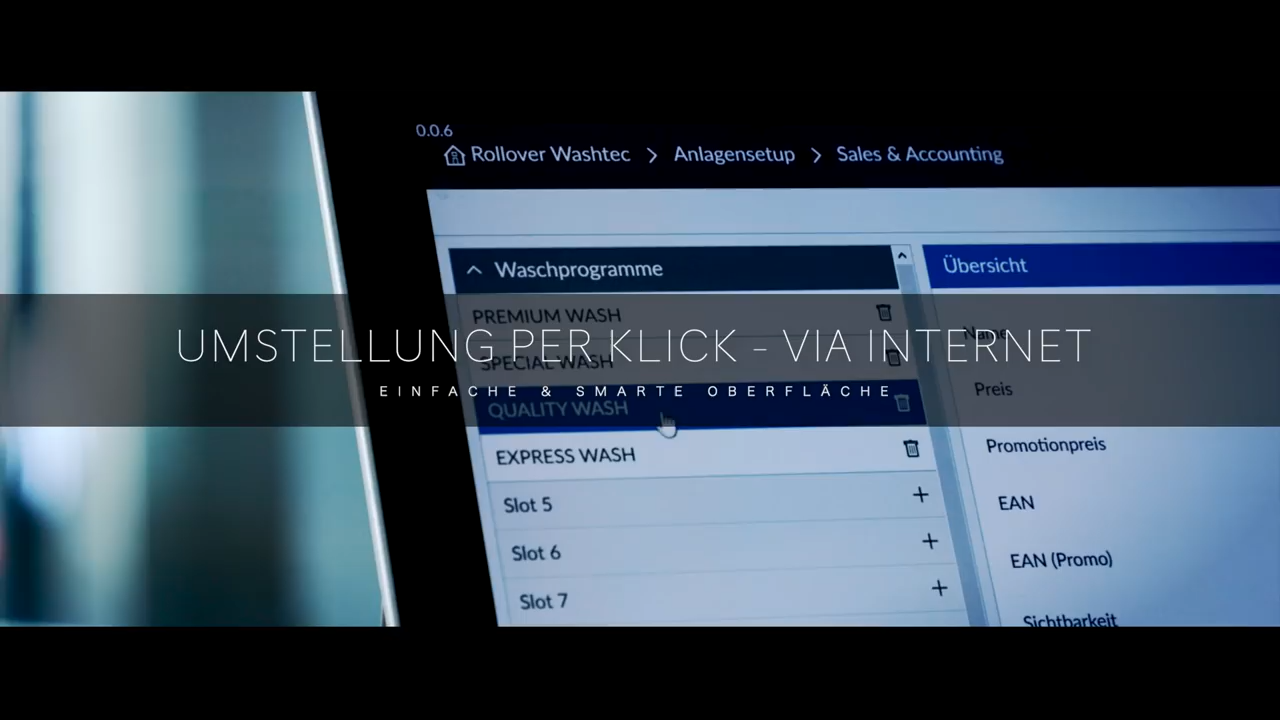 0.0.6
Rollover Washtec > Anlagensetup > Sales & Accounting
Waschprogramme
Übersicht
PREMIUM WASH
Name
UMSTELLUNG PER KLICK - VIA INTERNET
SPECIAL WASH
EINFACHE & SMARTE OBERFLÄCHE
Preis
QUALITY WASH
Promotionpreis
EXPRESS WASH
EAN
Slot 5
EAN (Promo)
Slot 6
Slot 7
Sichtbarkeit